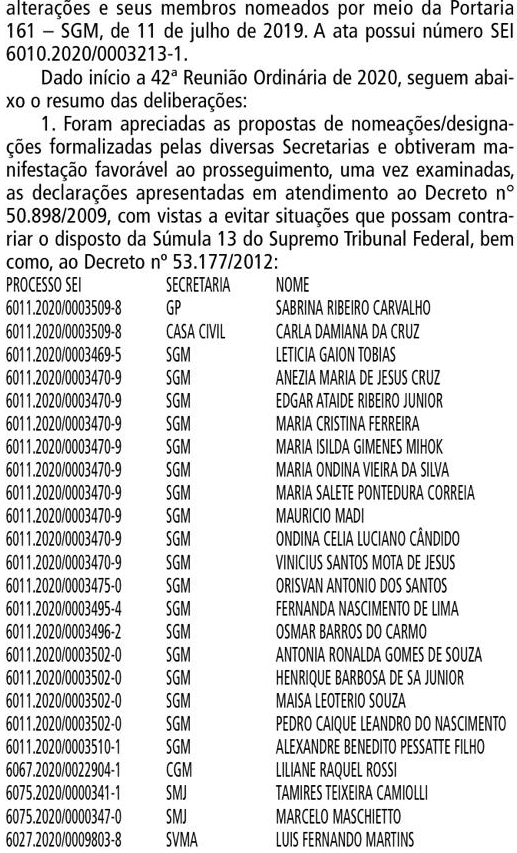 alterações e seus membros nomeados por meio da Portaria
161 – SGM, de 11 de julho de 2019. A ata possui número SEI
6010.2020/0003213-1.
Dado início a 42ª Reunião Ordinária de 2020, seguem abai-
xo o resumo das deliberações:
1. Foram apreciadas as propostas de nomeações/designa-
ções formalizadas pelas diversas Secretarias e obtiveram ma-
nifestação favorável ao prosseguimento, uma vez examinadas,
as declarações apresentadas em atendimento ao Decreto n°
50.898/2009, com vistas a evitar situações que possam contra-
riar o disposto da Súmula 13 do Supremo Tribunal Federal, bem
como, ao Decreto nº 53.177/2012:
PROCESSO SEI SECRETARIA NOME
6011.2020/0003509-8 GP SABRINA RIBEIRO CARVALHO
6011.2020/0003509-8 CASA CIVIL CARLA DAMIANA DA CRUZ
6011.2020/0003469-5 SGM LETICIA GAION TOBIAS
6011.2020/0003470-9 SGM ANEZIA MARIA DE JESUS CRUZ
6011.2020/0003470-9 SGM EDGAR ATAIDE RIBEIRO JUNIOR
6011.2020/0003470-9 SGM MARIA CRISTINA FERREIRA
6011.2020/0003470-9 SGM MARIA ISILDA GIMENES MIHOK
6011.2020/0003470-9 SGM MARIA ONDINA VIEIRA DA SILVA
6011.2020/0003470-9 SGM MARIA SALETE PONTEDURA CORREIA
6011.2020/0003470-9 SGM MAURICIO MADI
6011.2020/0003470-9 SGM ONDINA CELIA LUCIANO CÂNDIDO
6011.2020/0003470-9 SGM VINICIUS SANTOS MOTA DE JESUS
6011.2020/0003475-0 SGM ORISVAN ANTONIO DOS SANTOS
6011.2020/0003495-4 SGM FERNANDA NASCIMENTO DE LIMA
6011.2020/0003496-2 SGM OSMAR BARROS DO CARMO
6011.2020/0003502-0 SGM ANTONIA RONALDA GOMES DE SOUZA
6011.2020/0003502-0 SGM HENRIQUE BARBOSA DE SA JUNIOR
6011.2020/0003502-0 SGM MAISA LEOTERIO SOUZA
6011.2020/0003502-0 SGM PEDRO CAIQUE LEANDRO DO NASCIMENTO
6011.2020/0003510-1 SGM ALEXANDRE BENEDITO PESSATTE FILHO
6067.2020/0022904-1 CGM LILIANE RAQUEL ROSSI
6075.2020/0000341-1 SMJ TAMIRES TEIXEIRA CAMIOLLI
6075.2020/0000347-0 SMJ MARCELO MASCHIETTO
6027.2020/0009803-8 SVMA LUIS FERNANDO MARTINS